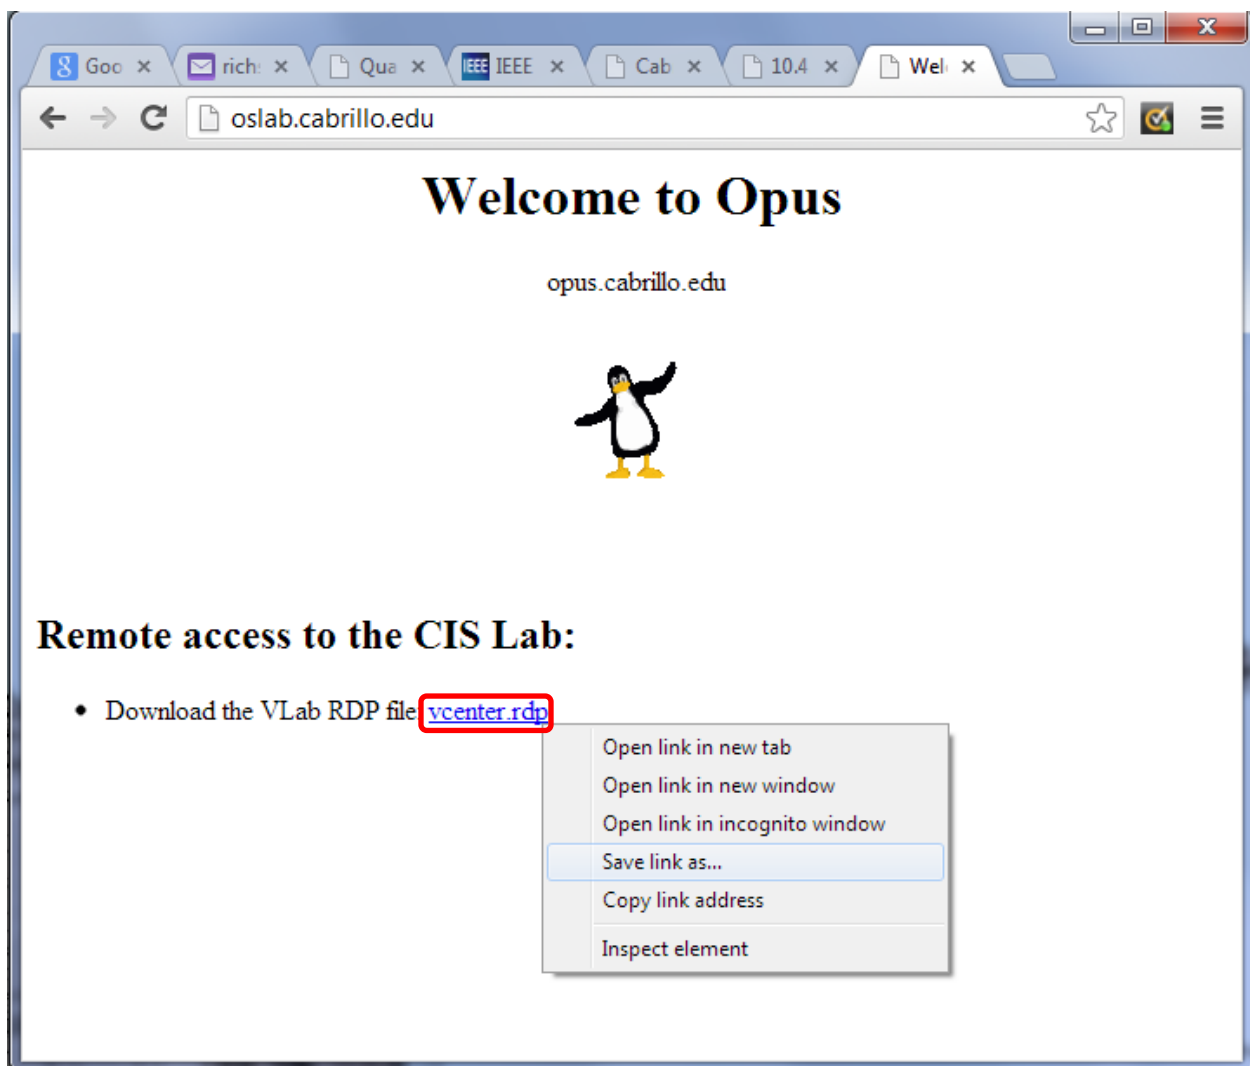 Goo
rich
Qua
IEEE IEEE
Cab
10.4
Wel
oslab.cabrillo.edu
Welcome to Opus
opus.cabrillo.edu
Remote access to the CIS Lab:
• Download the VLab RDP file: vcenter.rdp
Open link in new tab
Open link in new window
Open link in incognito window
Save link as...
Copy link address
Inspect element